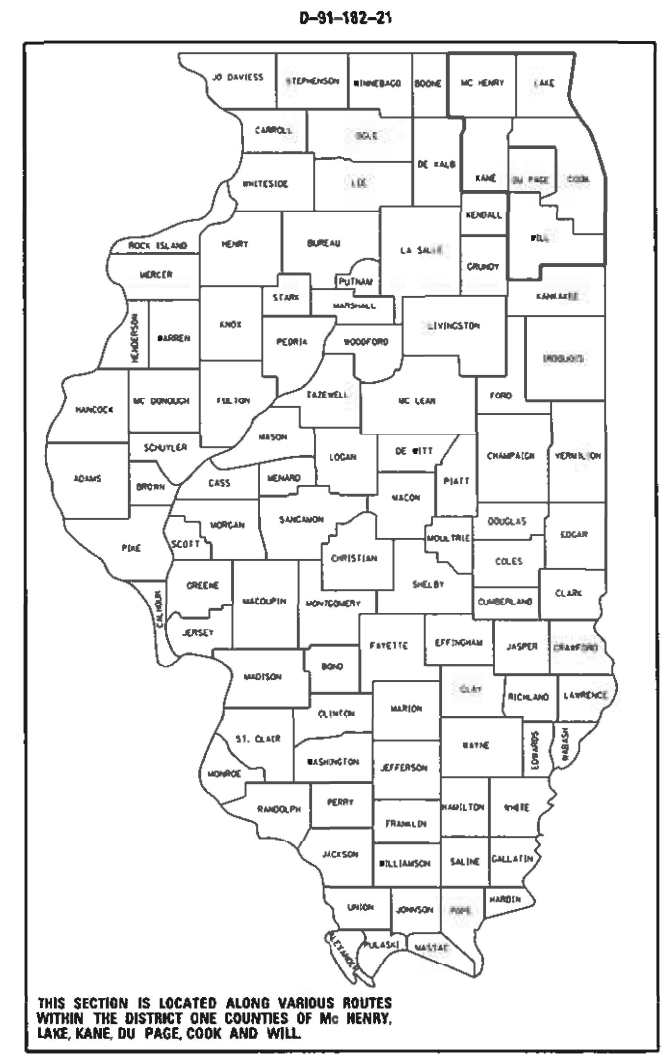 D-91-182-21
JO DAVIESS STEPHENSON WINNEBAGO BOONE MC HENRY LAKE
CARROLL OGLE
DE KALB KANE DU PAGE COOK
WHITESIDE LEE
KENDALL
ROCK ISLAND HENRY BUREAU LA SALLE GRUNDY WILL
MERCER PUTNAM
STARK MARSHALL KANKAKEE
HENDERSON WARREN KNOX PEORIA WOODFORD LIVINGSTON
IROQUOIS
HANCOCK MC DONOUGH FULTON TAZEWELL MC LEAN FORD
SCHUYLER MASON
ADAMS BROWN CASS MENARD LOGAN DE WITT PIATT CHAMPAIGN VERMILION
MACON
PIKE SCOTT MORGAN SANGAMON CHRISTIAN MOULTRIE DOUGLAS EDGAR
COLES
CALHOUN GREENE MACOUPIN MONTGOMERY SHELBY CUMBERLAND CLARK
JERSEY FAYETTE EFFINGHAM JASPER CRAWFORD
MADISON BOND
CLAY RICHLAND LAWRENCE
CLINTON MARION
ST. CLAIR WAYNE EDWARDS WABASH
MONROE WASHINGTON JEFFERSON
RANDOLPH PERRY HAMILTON WHITE
FRANKLIN
JACKSON WILLIAMSON SALINE GALLATIN
UNION JOHNSON POPE HARDIN
ALEXANDER PULASKI MASSAC
THIS SECTION IS LOCATED ALONG VARIOUS ROUTES
WITHIN THE DISTRICT ONE COUNTIES OF Mc HENRY,
LAKE, KANE, DU PAGE, COOK AND WILL.